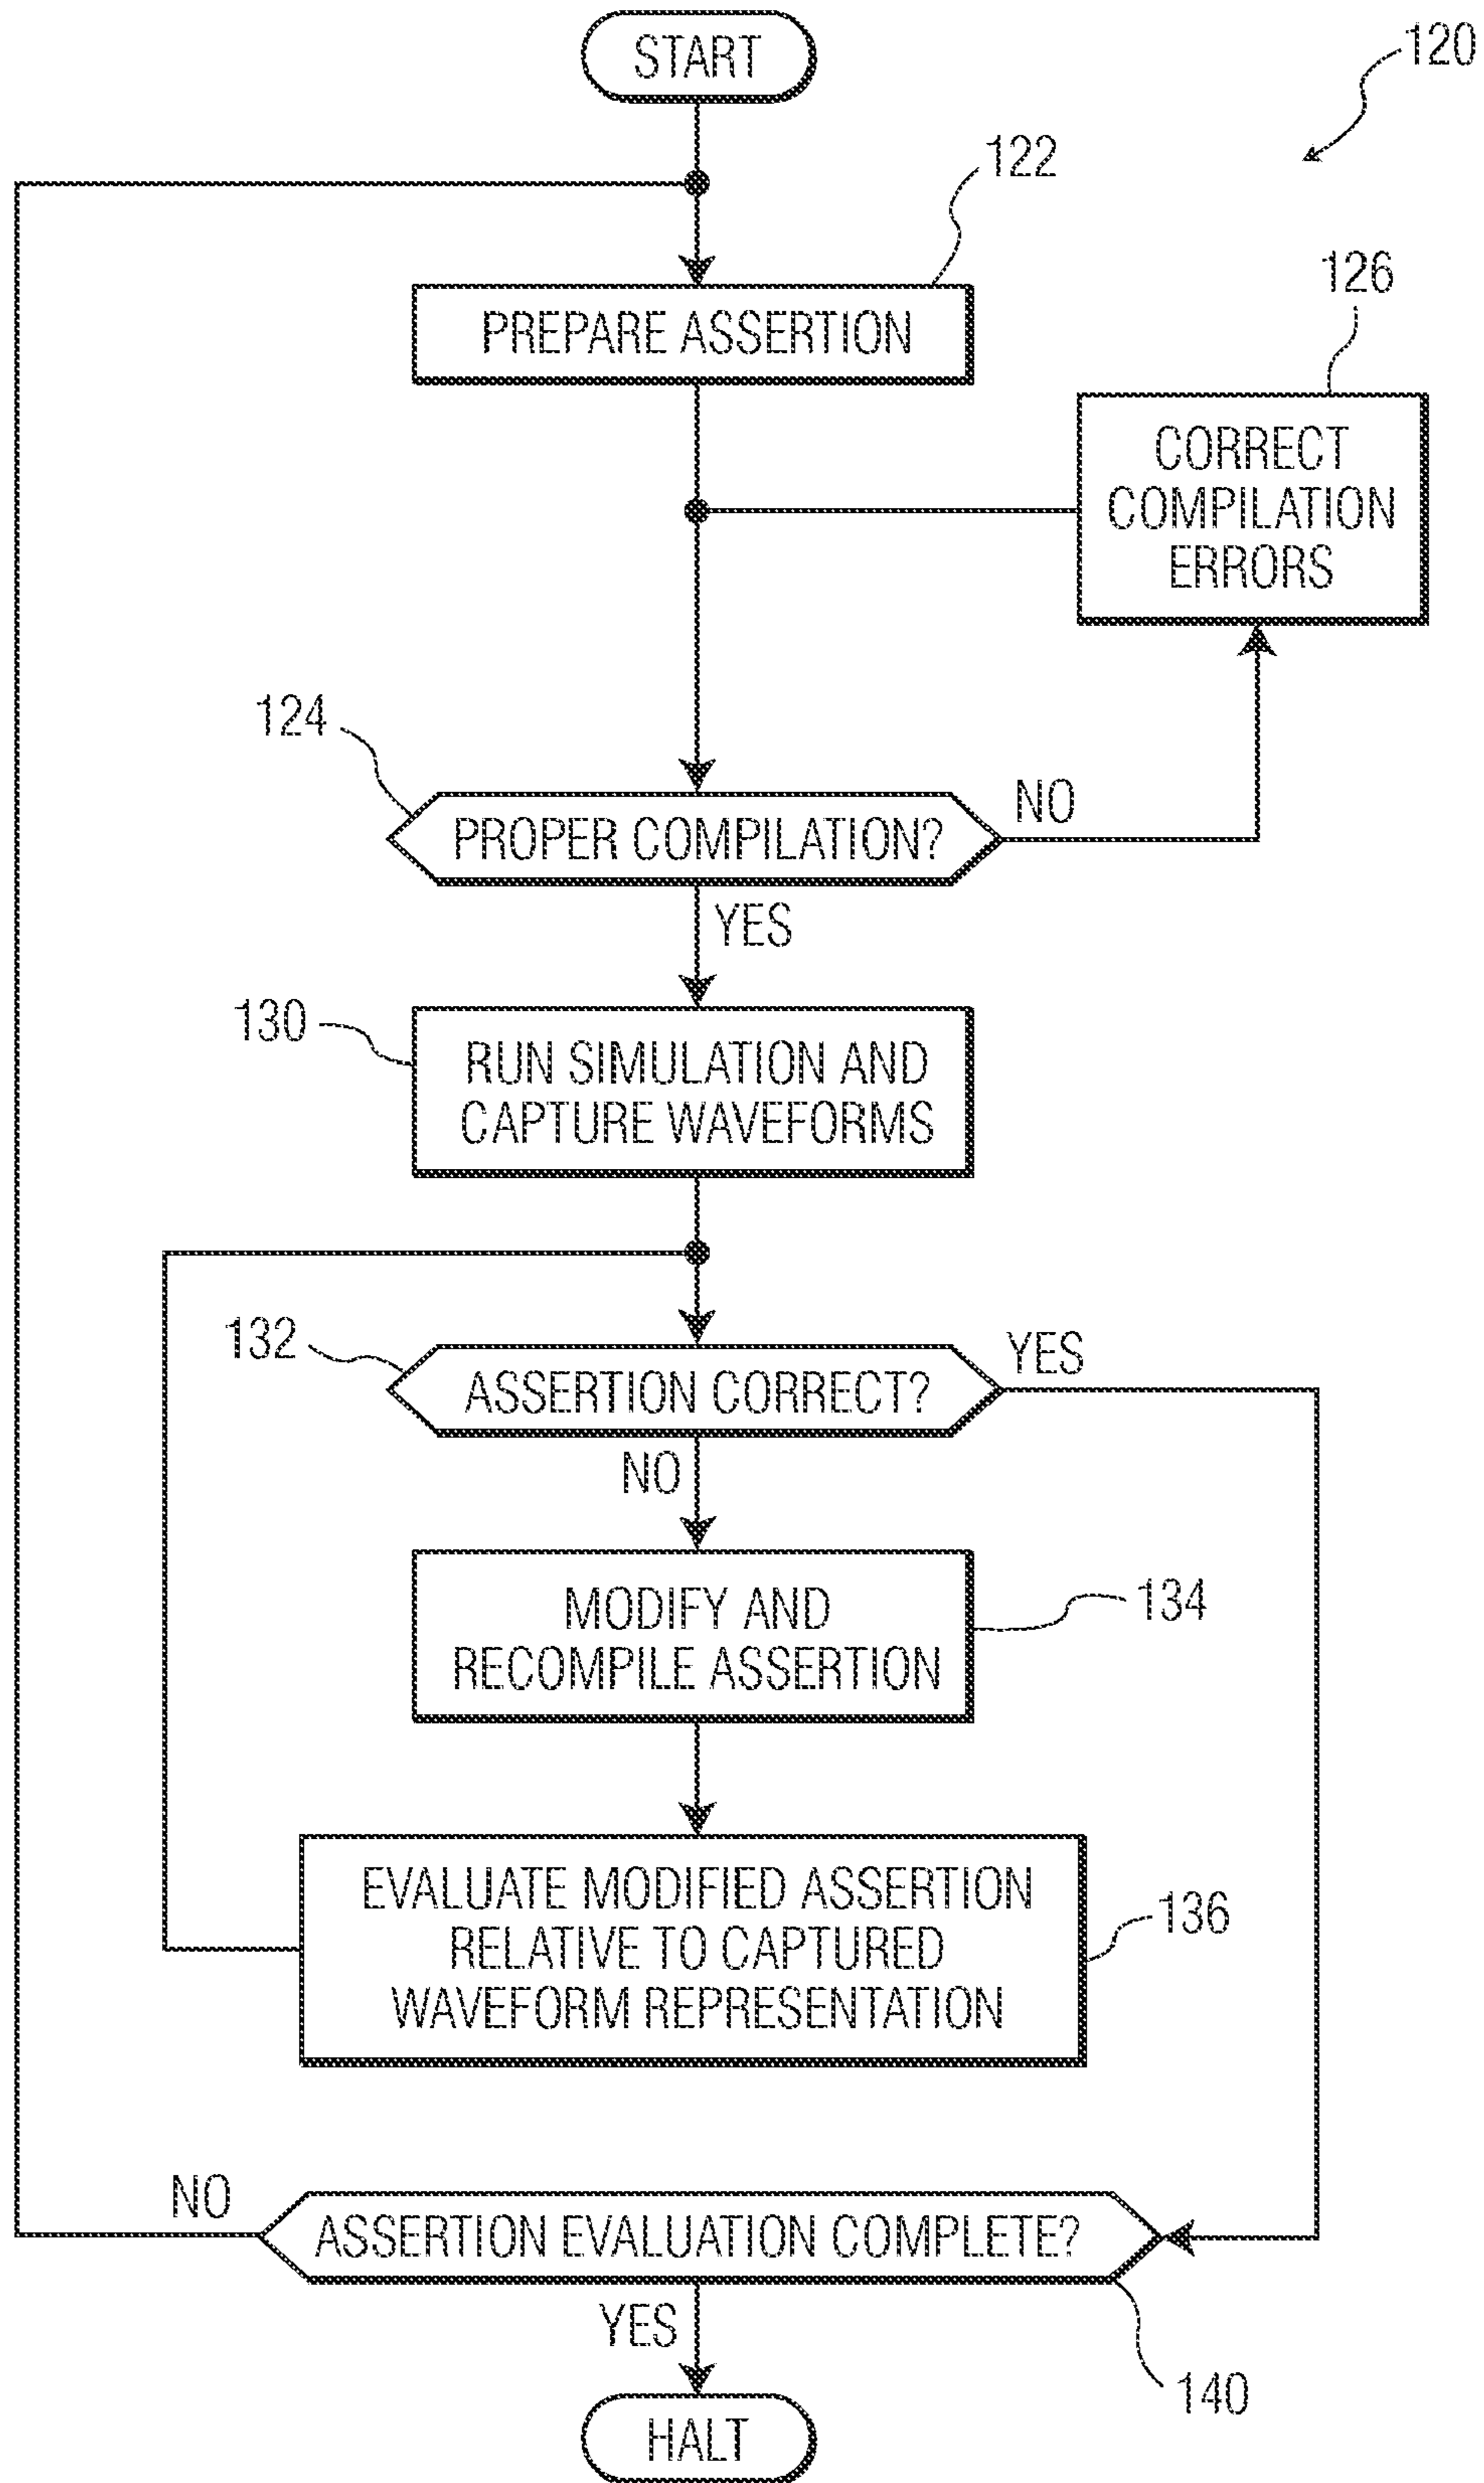 START
120
122
PREPARE ASSERTION
126
CORRECT
COMPILATION
ERRORS
124
PROPER COMPILATION?
NO
YES
130
RUN SIMULATION AND
CAPTURE WAVEFORMS
132
ASSERTION CORRECT?
YES
NO
MODIFY AND
RECOMPILE ASSERTION
134
EVALUATE MODIFIED ASSERTION
RELATIVE TO CAPTURED
WAVEFORM REPRESENTATION
136
NO
ASSERTION EVALUATION COMPLETE?
YES
140
HALT